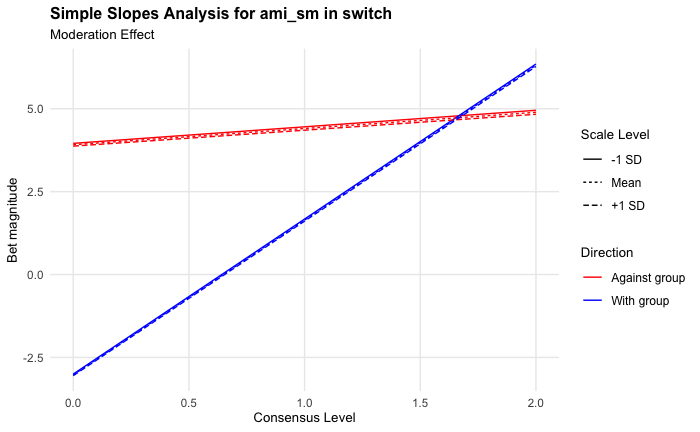 Simple Slopes Analysis for ami_sm in switch
Moderation Effect
Bet magnitude
5.0
2.5
0.0
-2.5
0.0
0.5
1.0
1.5
2.0
Consensus Level
Scale Level
-1 SD
Mean
+1 SD
Direction
Against group
With group